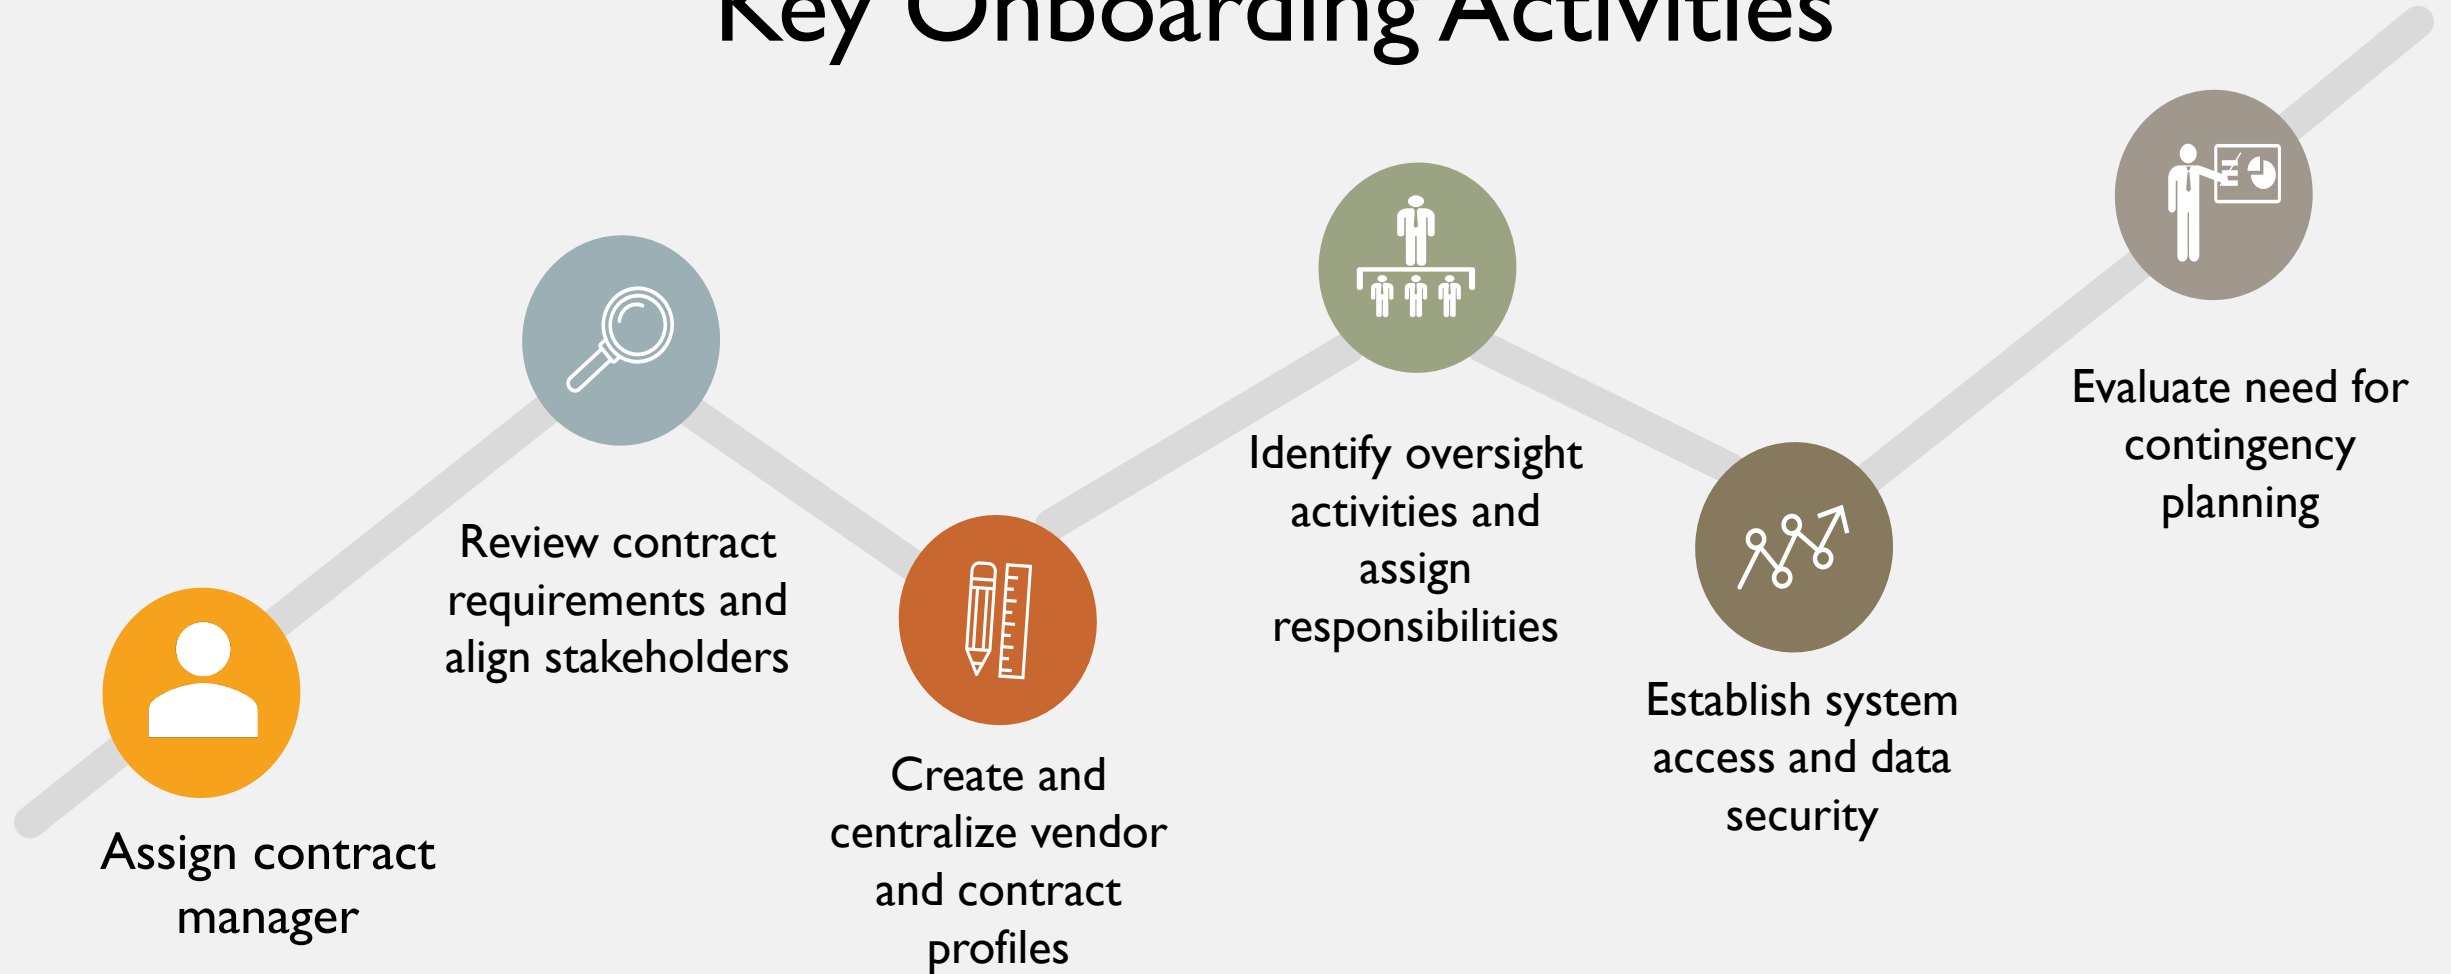 Key Onboarding Activities
Assign contract
manager
Review contract
requirements and
align stakeholders
Create and
centralize vendor
and contract
profiles
Identify oversight
activities and
assign
responsibilities
Establish system
access and data
security
Evaluate need for
contingency
planning